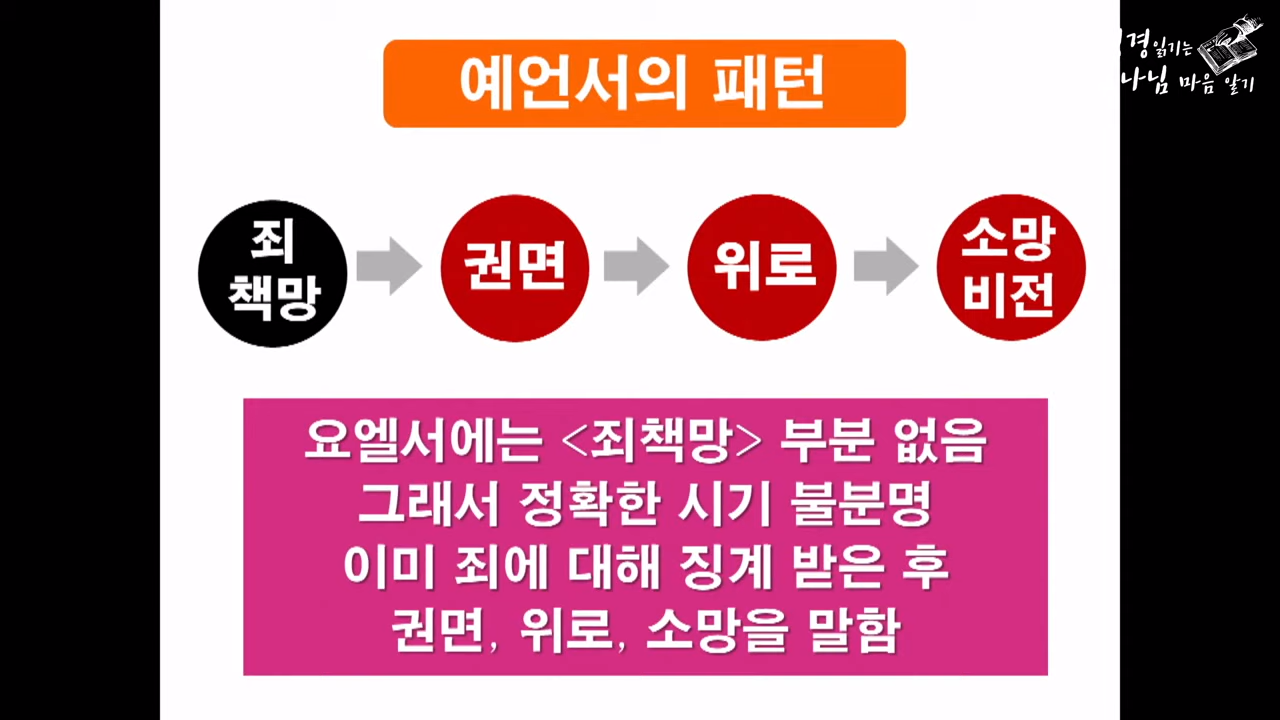 예언서의 패턴
경읽기는
나님 마음 알기
죄
책망
권면
위로
소망
비전
요엘서에는 <죄책망> 부분 없음
그래서 정확한 시기 불분명
이미 죄에 대해 징계 받은 후
권면, 위로, 소망을 말함